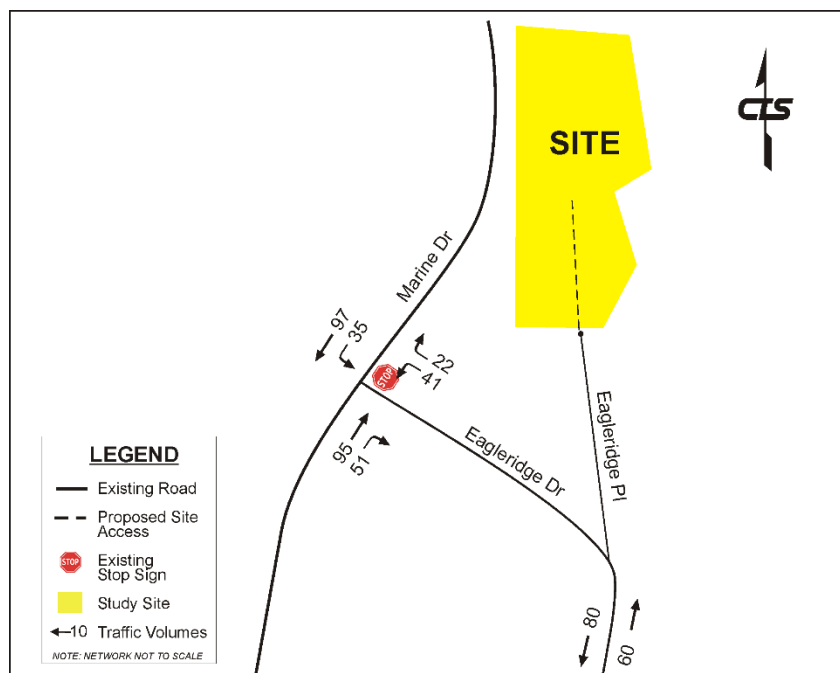 SITE
CTS
Marine Dr
97
35
STOP
22
41
95
51
Eagleridge Dr
Eagleridge Pl
80
60
LEGEND
Existing Road
Proposed Site
Access
STOP
Existing
Stop Sign
Study Site
10 Traffic Volumes
NOTE: NETWORK NOT TO SCALE